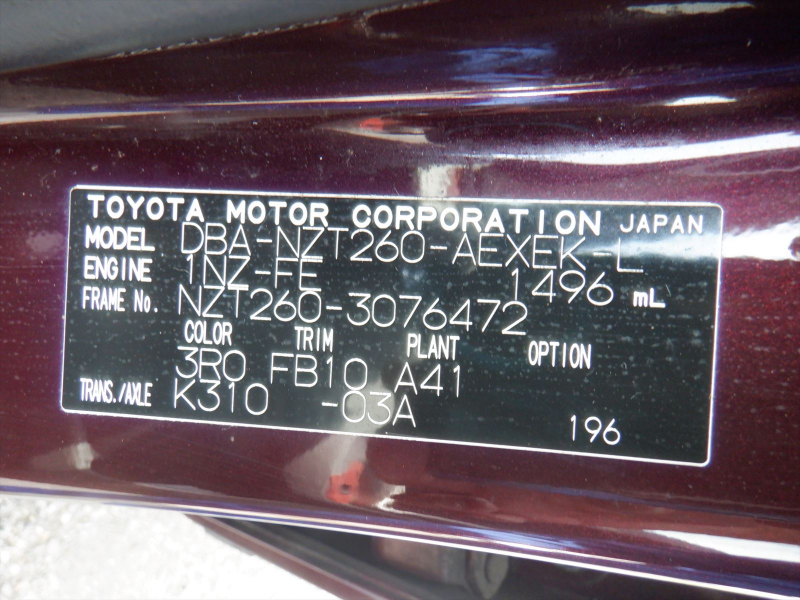 TOYOTA MOTOR CORPORATION JAPAN
MODEL DBA-NZT260-AEXEK-L
ENGINE 1NZ-FE 1496 mL
FRAME No. NZT260-3076472
COLOR TRIM PLANT OPTION
3R0 FB10 A41
TRANS./AXLE K310 -03A
196